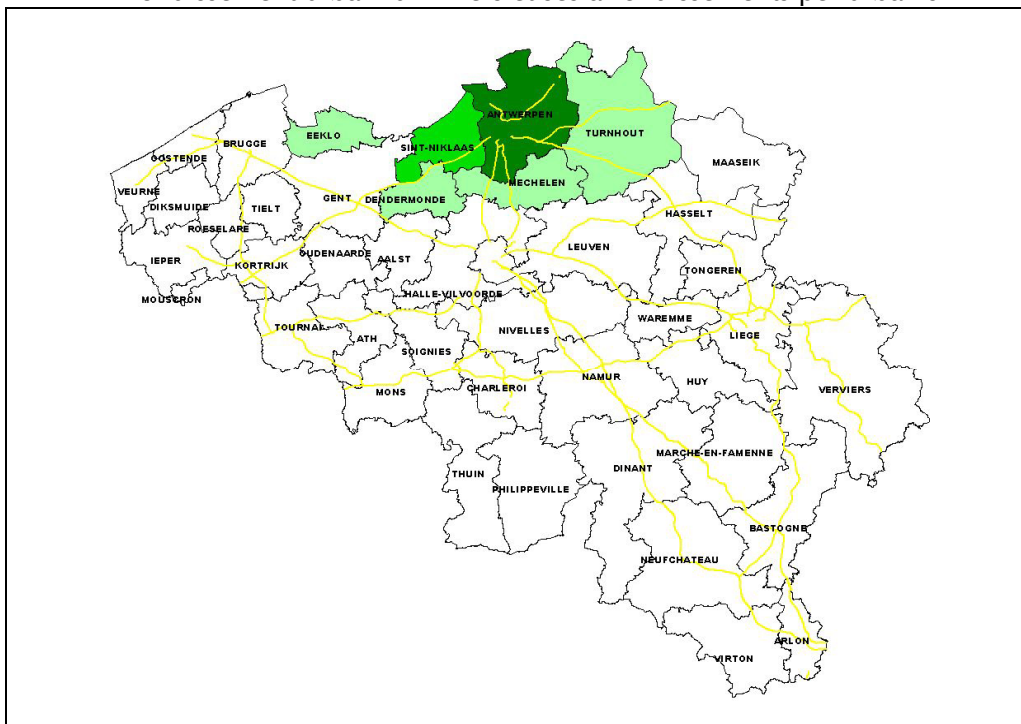 ANTWERPEN
TURNHOUT
EEKLO
BRUGGE
SINT-NIKLAAS
OOSTENDE
MAASEIK
MECHELEN
VEURNE
GENT
DENDERMONDE
DIKSMUIDE
TIELT
HASSELT
ROESELARE
LEUVEN
OUDENAARDE
AALST
IEPER
KORTRIJK
TONGEREN
MOUSCRON
HALLE-VILVOORDE
WAREMME
TOURNAI
NIVELLES
LIEGE
ATH
SOIGNIES
NAMUR
HUY
MONS
CHARLEROI
VERVIERS
MARCHE-EN-FAMENNE
THUIN
DINANT
PHILIPPEVILLE
BASTOGNE
NEUFCHATEAU
ARLON
VIRTON